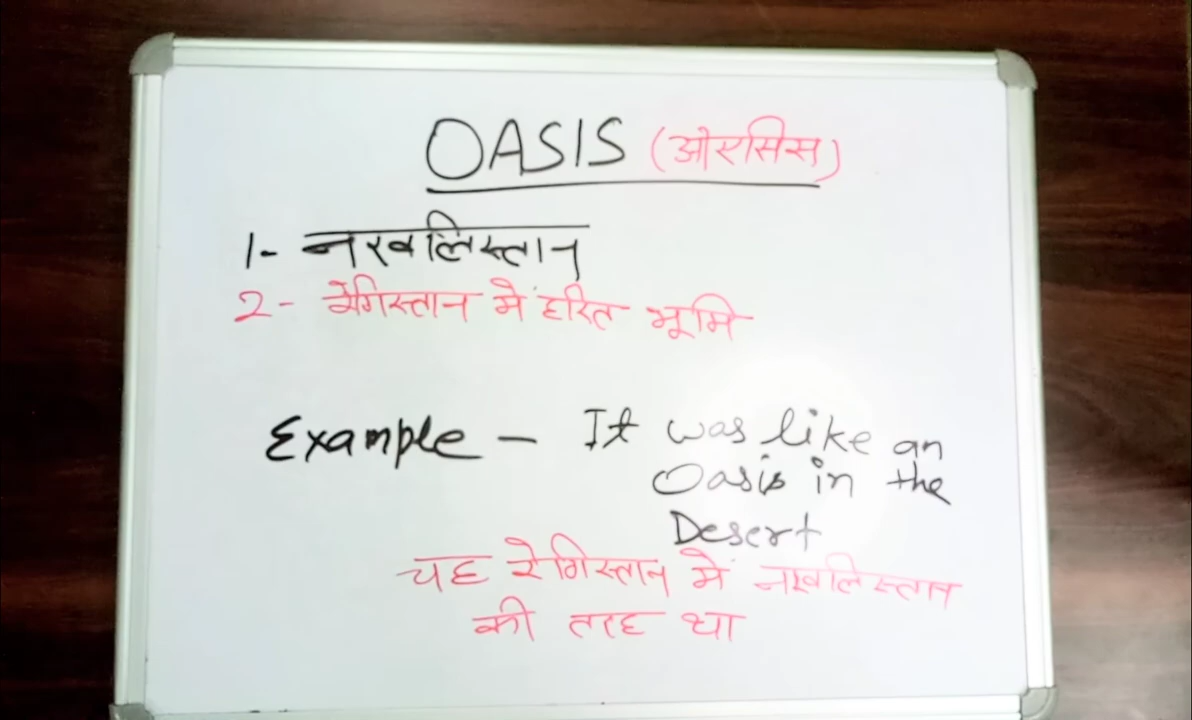 OASIS (ओएसिस)
1- नखलिस्तान
2- रेगिस्तान में हरित भूमि
Example - It was like an
Oasis in the
Desert
यह रेगिस्तान में नखलिस्तान
की तरह था